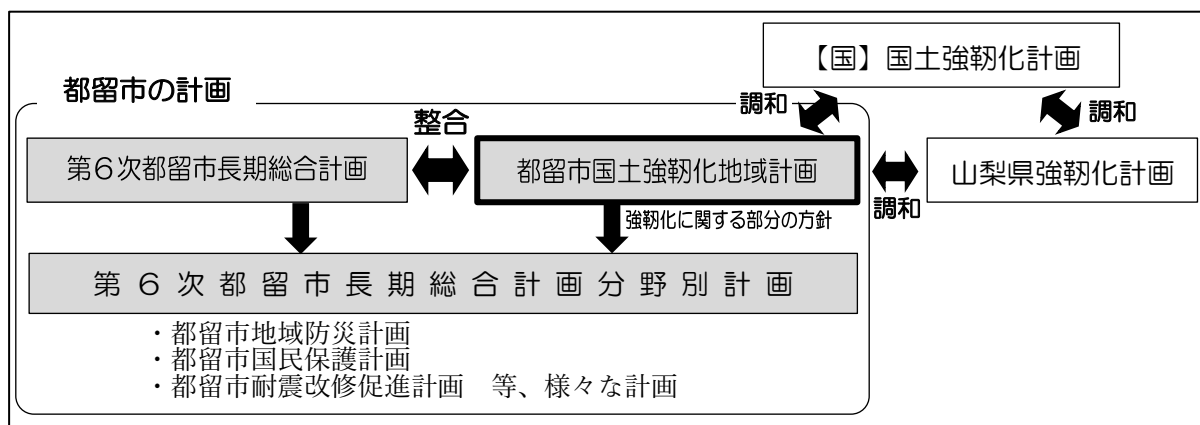 【国】国土強靭化計画
都留市の計画
調和
調和
整合
第6次都留市長期総合計画
都留市国土強靭化地域計画
山梨県強靭化計画
調和
強靭化に関する部分の方針
第6次都留市長期総合計画分野別計画
・都留市地域防災計画
・都留市国民保護計画
・都留市耐震改修促進計画　等、様々な計画